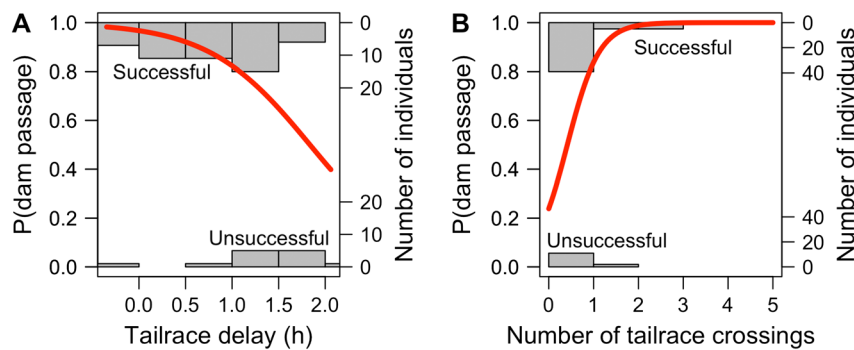 A
P(dam passage)
1.0
0.8
0.6
0.4
0.2
0.0
Successful
Unsuccessful
0
10
20
20
10
5
0
Number of individuals
0.0 0.5 1.0 1.5 2.0
Tailrace delay (h)
B
P(dam passage)
1.0
0.8
0.6
0.4
0.2
0.0
Successful
Unsuccessful
0
20
40
40
20
0
Number of individuals
0 1 2 3 4 5
Number of tailrace crossings